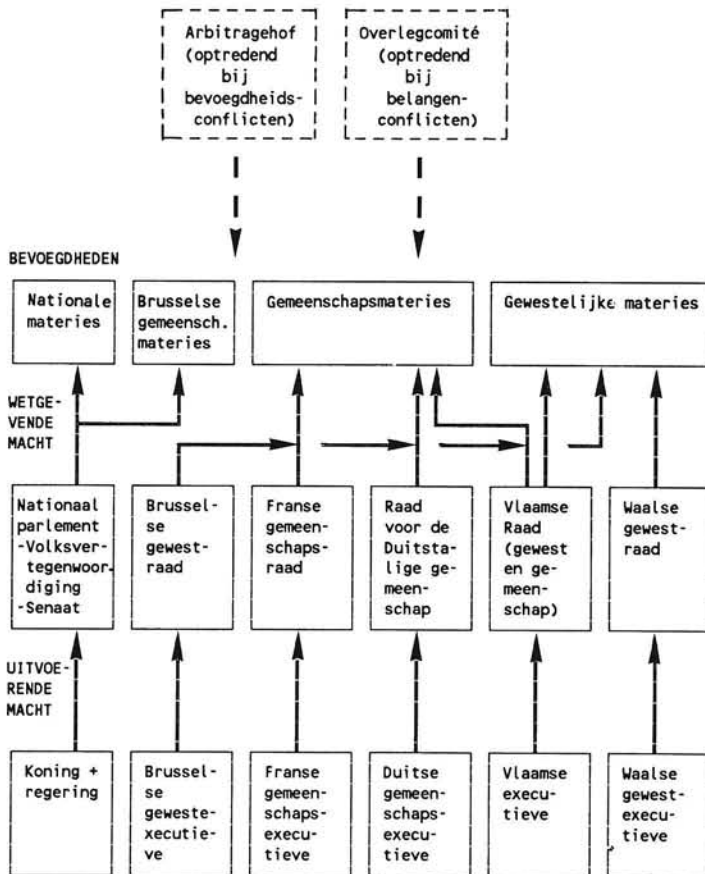 Arbitragehof
(optredend
bij
bevoegdheids-
conflicten)
Overlegcomité
(optredend
bij
belangen-
conflicten)
BEVOEGDHEDEN
Nationale
materies
Brusselse
gemeensch.
materies
Gemeenschapsmateries
Gewestelijke materies
WETGE-
VENDE
MACHT
Nationaal
parlement
-Volksver-
tegenwoor-
diging
-Senaat
Brussel-
se
gewest-
raad
Franse
gemeen-
schaps-
raad
Raad
voor de
Duitsta-
lige ge-
meen-
schap
Vlaamse
Raad
(gewest
en ge-
meen-
schap)
Waalse
gewest-
raad
UITVOE-
RENDE
MACHT
Koning +
regering
Brussel-
se
geweste-
xecutie-
ve
Franse
gemeen-
schaps-
execu-
tieve
Duitse
gemeen-
schaps-
execu-
tieve
Vlaamse
execu-
tieve
Waalse
gewest-
execu-
tieve